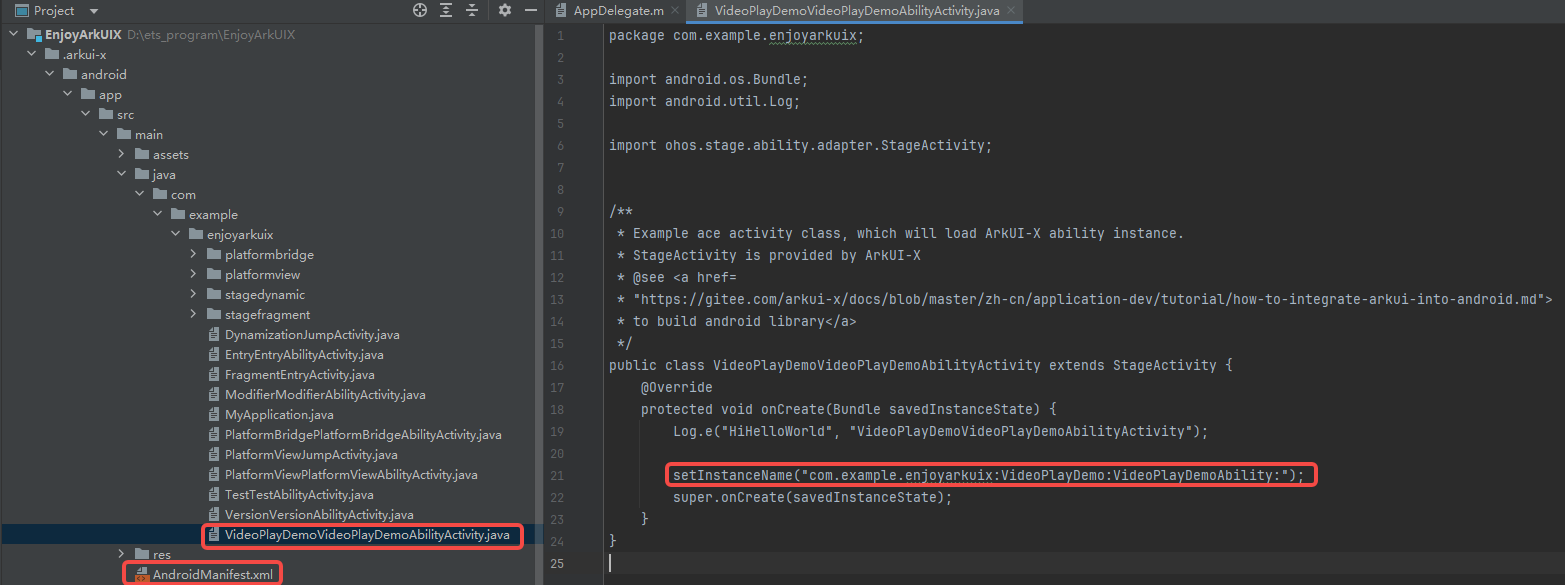 Project
EnjoyArkUIX D:\ets_program\EnjoyArkUIX
.arkui-x
android
app
src
main
assets
java
com
example
enjoyarkuix
platformbridge
platformview
stagedynamic
stagefragment
DynamizationJumpActivity.java
EntryEntryAbilityActivity.java
FragmentEntryActivity.java
ModifierModifierAbilityActivity.java
MyApplication.java
PlatformBridgePlatformBridgeAbilityActivity.java
PlatformViewJumpActivity.java
PlatformViewPlatformViewAbilityActivity.java
TestTestAbilityActivity.java
VersionVersionAbilityActivity.java
VideoPlayDemoVideoPlayDemoAbilityActivity.java
res
AndroidManifest.xml
AppDelegate.m
VideoPlayDemoVideoPlayDemoAbilityActivity.java
1 package com.example.enjoyarkuix;
2
3 import android.os.Bundle;
4 import android.util.Log;
5
6 import ohos.stage.ability.adapter.StageActivity;
7
8
9 /**
10 * Example ace activity class, which will load ArkUI-X ability instance.
11 * StageActivity is provided by ArkUI-X
12 * @see <a href=
13 * "https://gitee.com/arkui-x/docs/blob/master/zh-cn/application-dev/tutorial/how-to-integrate-arkui-into-android.md">
14 * to build android library</a>
15 */
16 public class VideoPlayDemoVideoPlayDemoAbilityActivity extends StageActivity {
17 @Override
18 protected void onCreate(Bundle savedInstanceState) {
19 Log.e("HiHelloWorld", "VideoPlayDemoVideoPlayDemoAbilityActivity");
20
21 setInstanceName("com.example.enjoyarkuix:VideoPlayDemo:VideoPlayDemoAbility:");
22 super.onCreate(savedInstanceState);
23 }
24 }
25